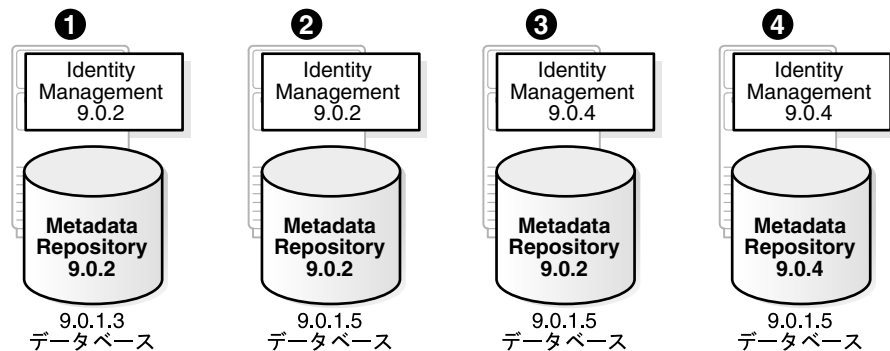 1
Identity
Management
9.0.2
Metadata
Repository
9.0.2
9.0.1.3
データベース
2
Identity
Management
9.0.2
Metadata
Repository
9.0.2
9.0.1.5
データベース
3
Identity
Management
9.0.4
Metadata
Repository
9.0.2
9.0.1.5
データベース
4
Identity
Management
9.0.4
Metadata
Repository
9.0.4
9.0.1.5
データベース